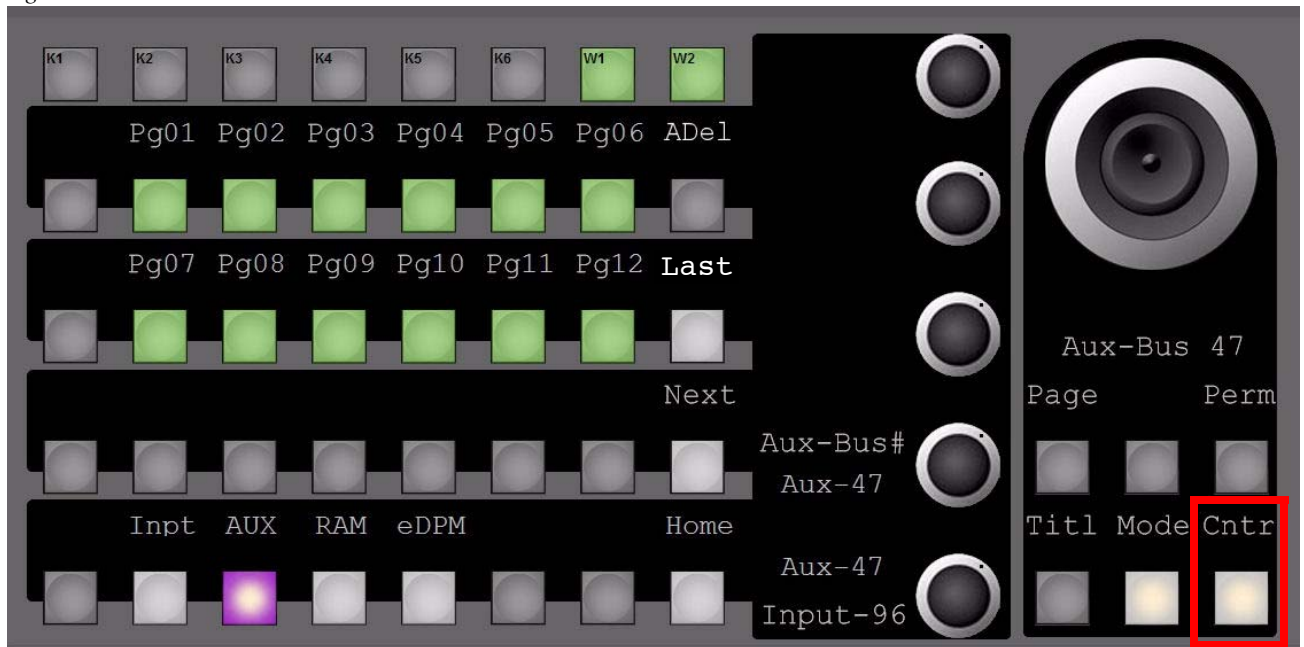 K1 K2 K3 K4 K5 K6 W1 W2
Pg01 Pg02 Pg03 Pg04 Pg05 Pg06 ADel
Pg07 Pg08 Pg09 Pg10 Pg11 Pg12 Last
Aux-Bus 47
Next
Page Perm
Aux-Bus#
Aux-47
Inpt AUX RAM eDPM Home
Titl Mode Cntr
Aux-47
Input-96